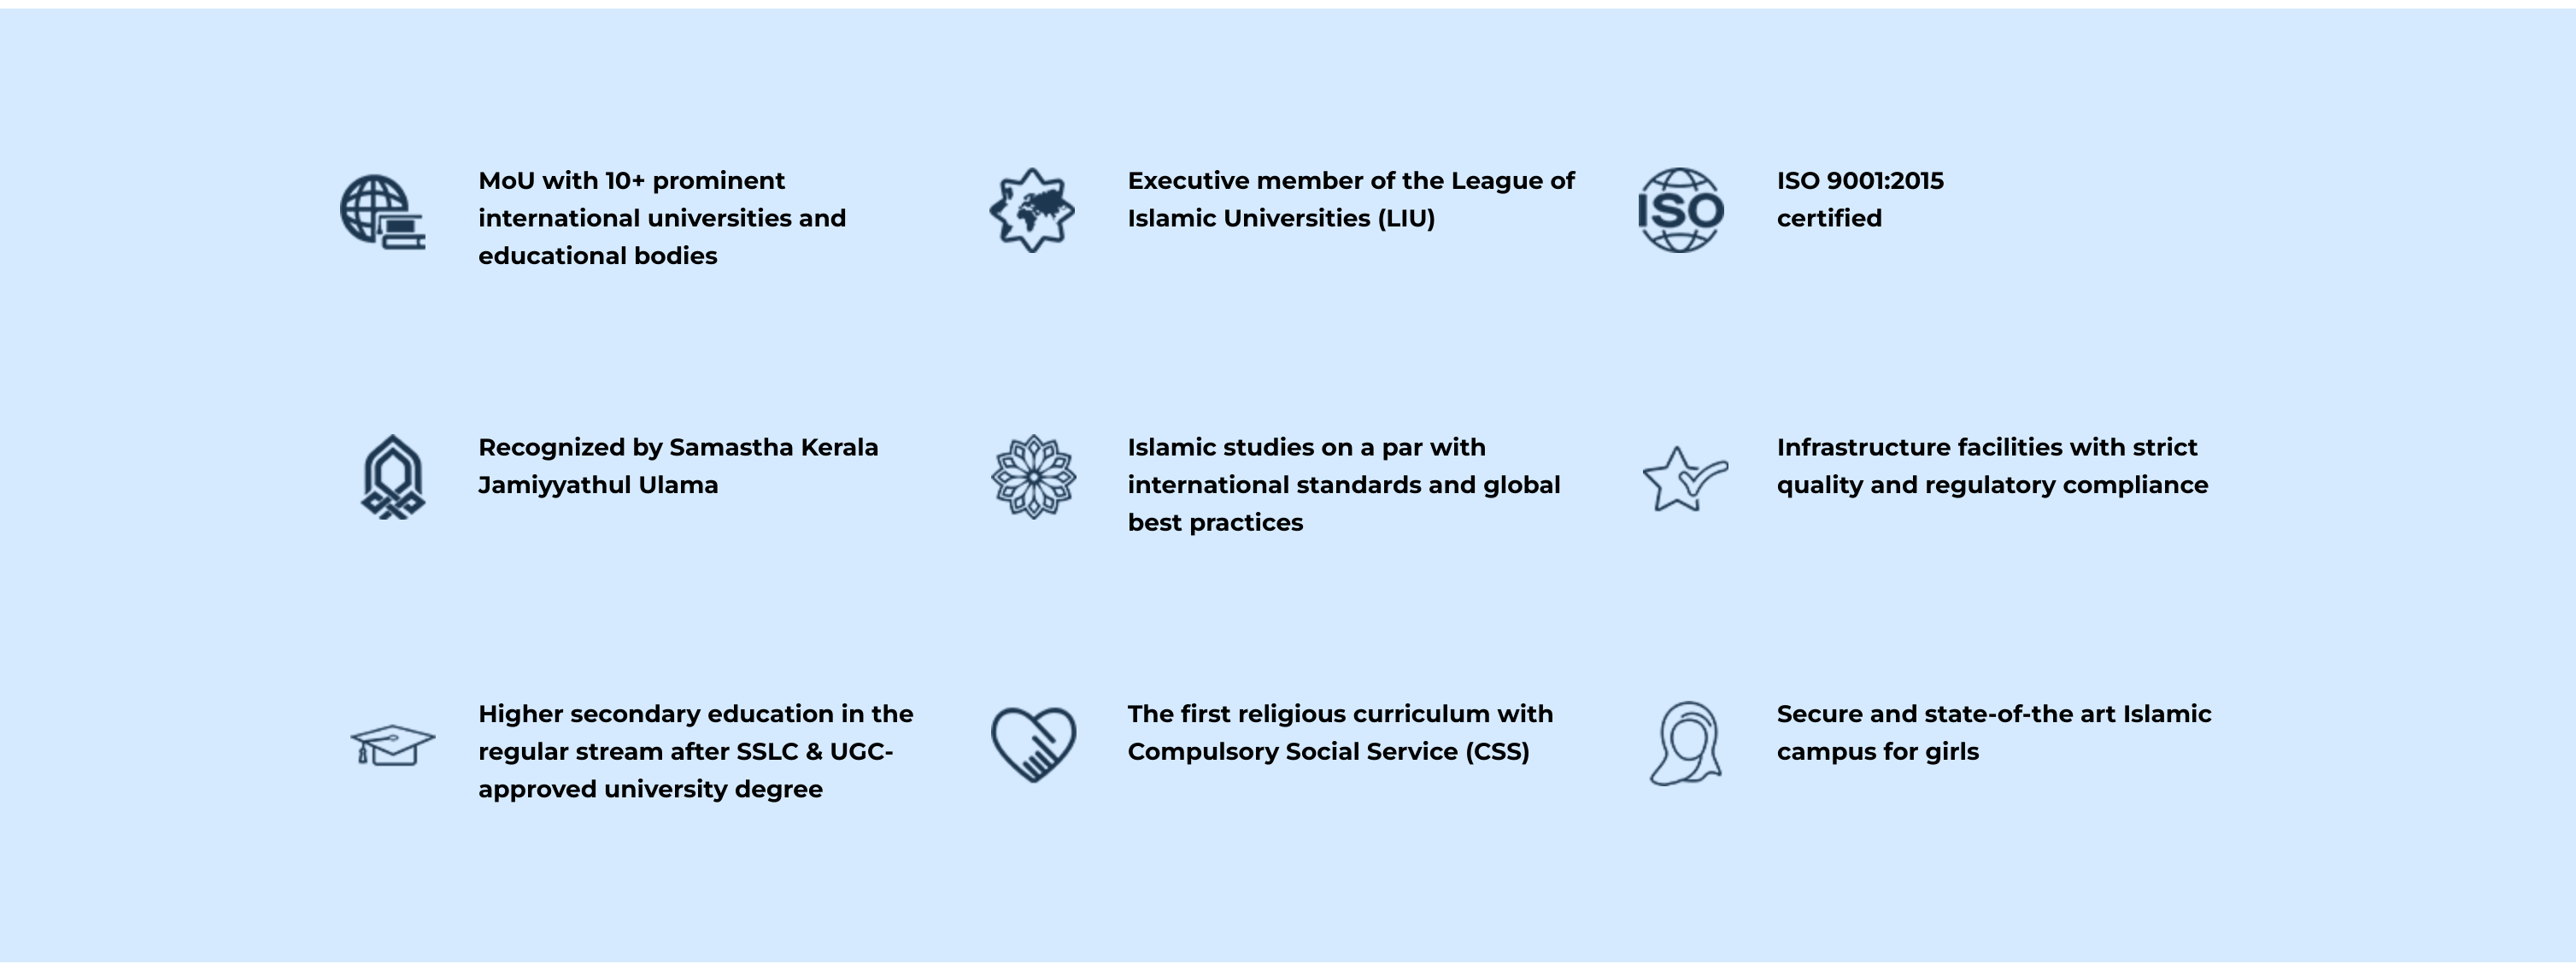 MoU with 10+ prominent
international universities and
educational bodies
Executive member of the League of
Islamic Universities (LIU)
ISO
ISO 9001:2015
certified
Recognized by Samastha Kerala
Jamiyyathul Ulama
Islamic studies on a par with
international standards and global
best practices
Infrastructure facilities with strict
quality and regulatory compliance
Higher secondary education in the
regular stream after SSLC & UGC-
approved university degree
The first religious curriculum with
Compulsory Social Service (CSS)
Secure and state-of-the art Islamic
campus for girls